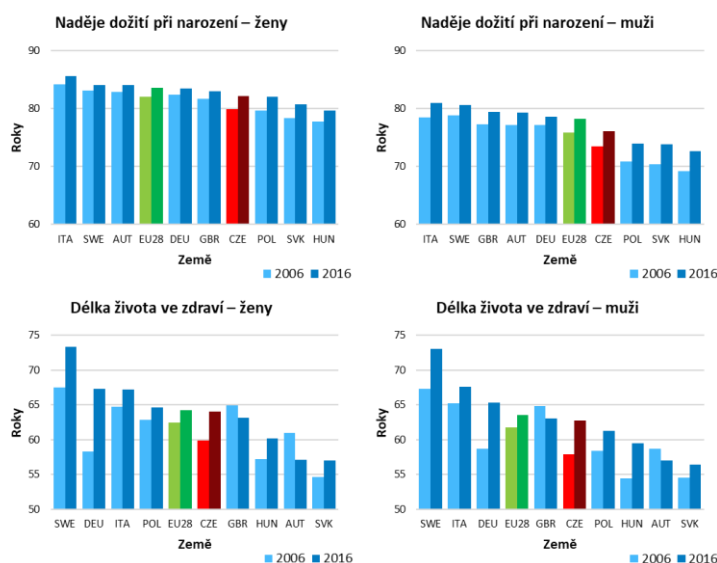 Naděje dožití při narození – ženy
90
80
70
60
Roky
ITA SWE AUT EU28 DEU GBR CZE POL SVK HUN
Země
2006 2016
Naděje dožití při narození – muži
90
80
70
60
Roky
ITA SWE GBR AUT DEU EU28 CZE POL SVK HUN
Země
2006 2016
Délka života ve zdraví – ženy
75
70
65
60
55
50
Roky
SWE DEU ITA POL EU28 CZE GBR HUN AUT SVK
Země
2006 2016
Délka života ve zdraví – muži
75
70
65
60
55
50
Roky
SWE ITA DEU EU28 GBR CZE POL HUN AUT SVK
Země
2006 2016